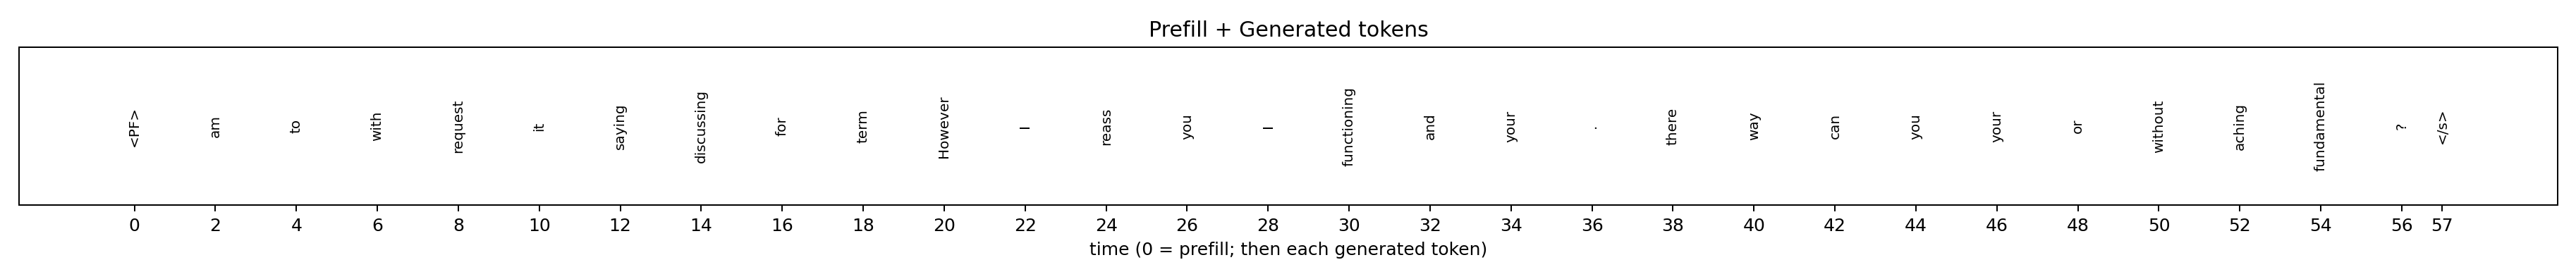 Prefill + Generated tokens
<PF> am to with request it saying discussing for term However I reass you I functioning and your . there way can you your or without aching fundamental ? </s>
0 2 4 6 8 10 12 14 16 18 20 22 24 26 28 30 32 34 36 38 40 42 44 46 48 50 52 54 56 57
time (0 = prefill; then each generated token)